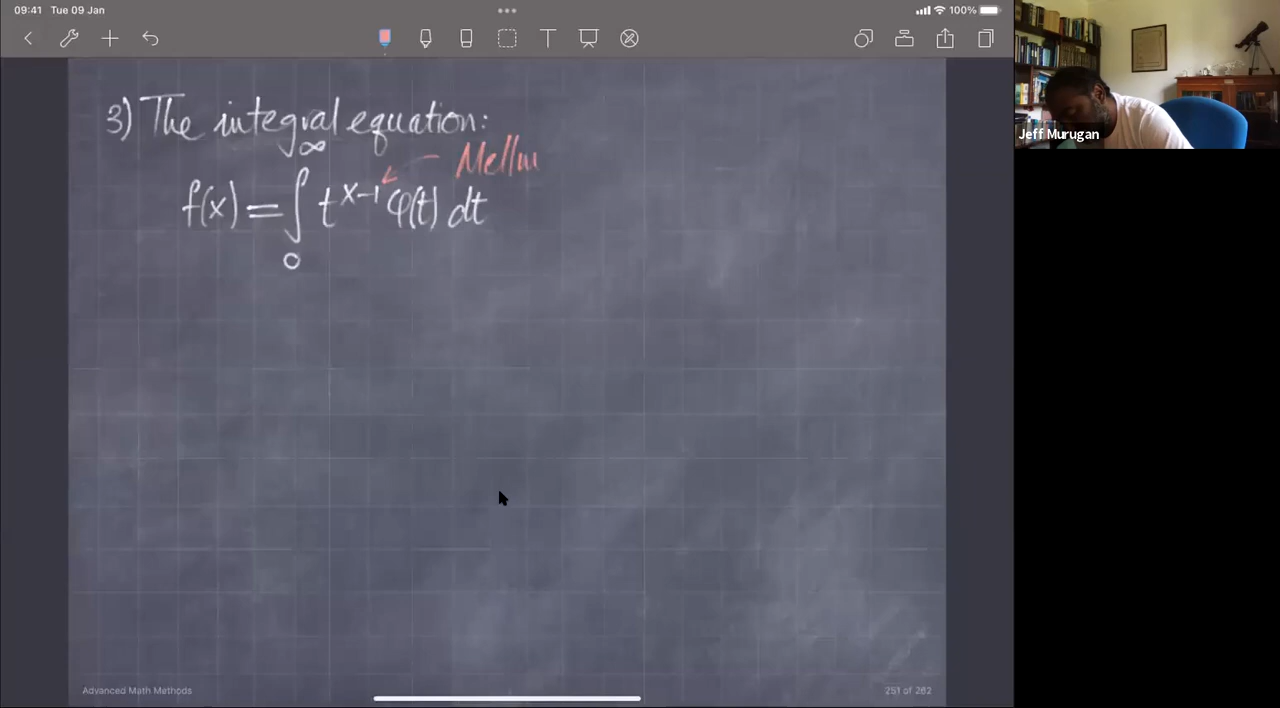 09:41 Tue 09 Jan
100%
Jeff Murugan
3) The integral equation:
Mellin
f(x) = ∫₀^∞ t^{x-1} φ(t) dt
Advanced Math Methods
251 of 262